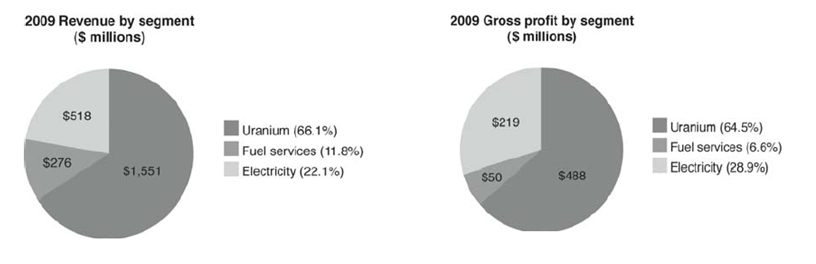 2009 Revenue by segment
($ millions)
$518
$276
$1,551
Uranium (66.1%)
Fuel services (11.8%)
Electricity (22.1%)
2009 Gross profit by segment
($ millions)
$219
$50
$488
Uranium (64.5%)
Fuel services (6.6%)
Electricity (28.9%)